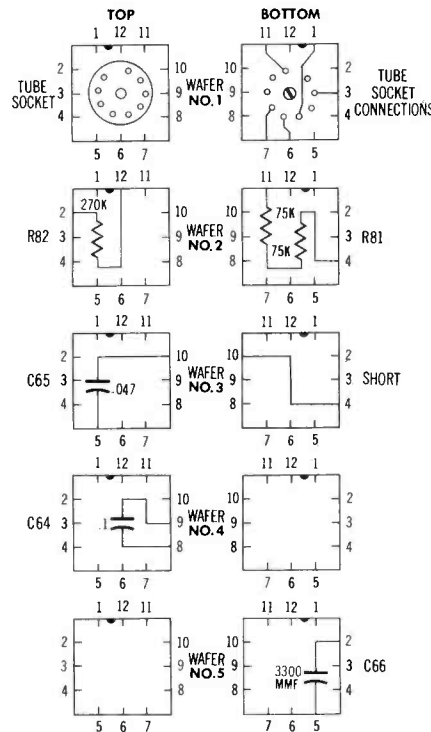 TOP BOTTOM
1 12 11 11 12 1
2 10 10 2
TUBE SOCKET 3 9 WAFER NO. 1 9 3 TUBE SOCKET CONNECTIONS
4 8 8 4
5 6 7 7 6 5
1 12 11 11 12 1
270K
2 10 10 75K 2
R82 3 9 WAFER NO. 2 9 3 R81
4 8 8 75K 4
5 6 7 7 6 5
1 12 11 11 12 1
2 10 10 2
C65 3 9 WAFER NO. 3 9 3 SHORT
.047
4 8 8 4
5 6 7 7 6 5
1 12 11 11 12 1
2 10 10 2
C64 3 .1 9 WAFER NO. 4 9 3
4 8 8 4
5 6 7 7 6 5
1 12 11 11 12 1
2 10 10 2
3 9 WAFER NO. 5 9 3300 MMF 3 C66
4 8 8 4
5 6 7 7 6 5